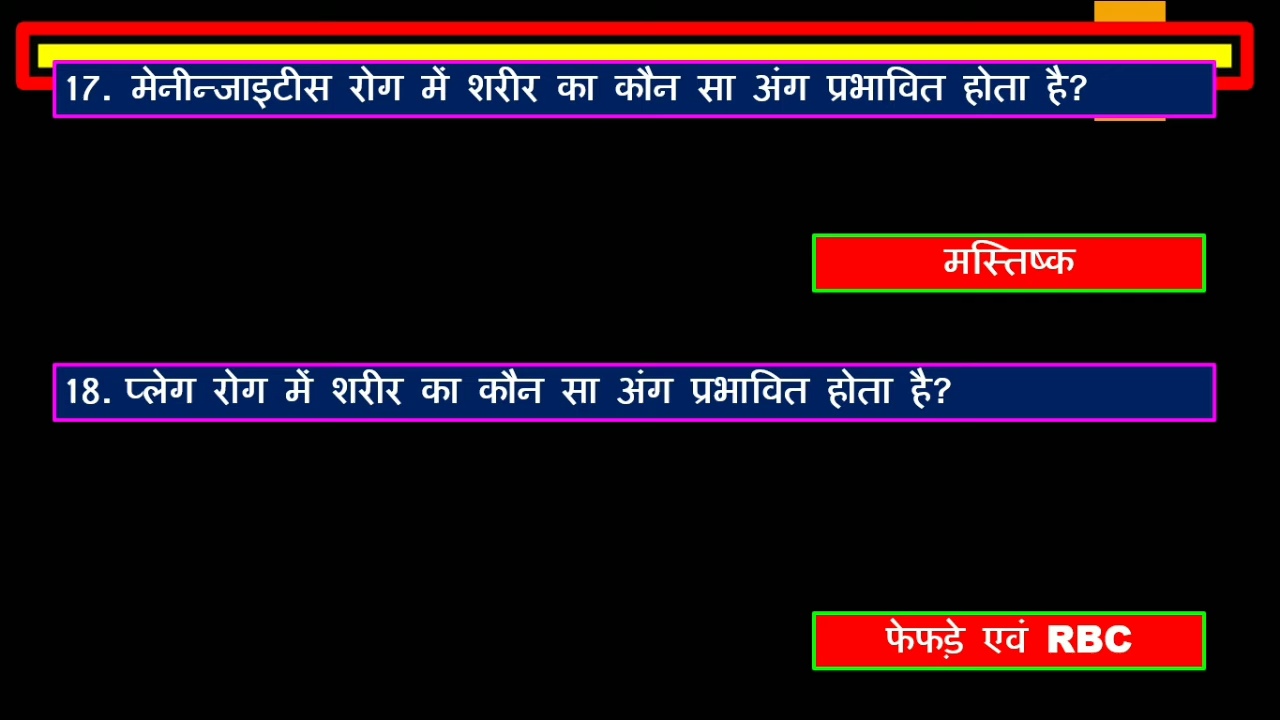 17. मेनीन्जाइटीस रोग में शरीर का कौन सा अंग प्रभावित होता है?
मस्तिष्क
18. प्लेग रोग में शरीर का कौन सा अंग प्रभावित होता है?
फेफड़े एवं RBC